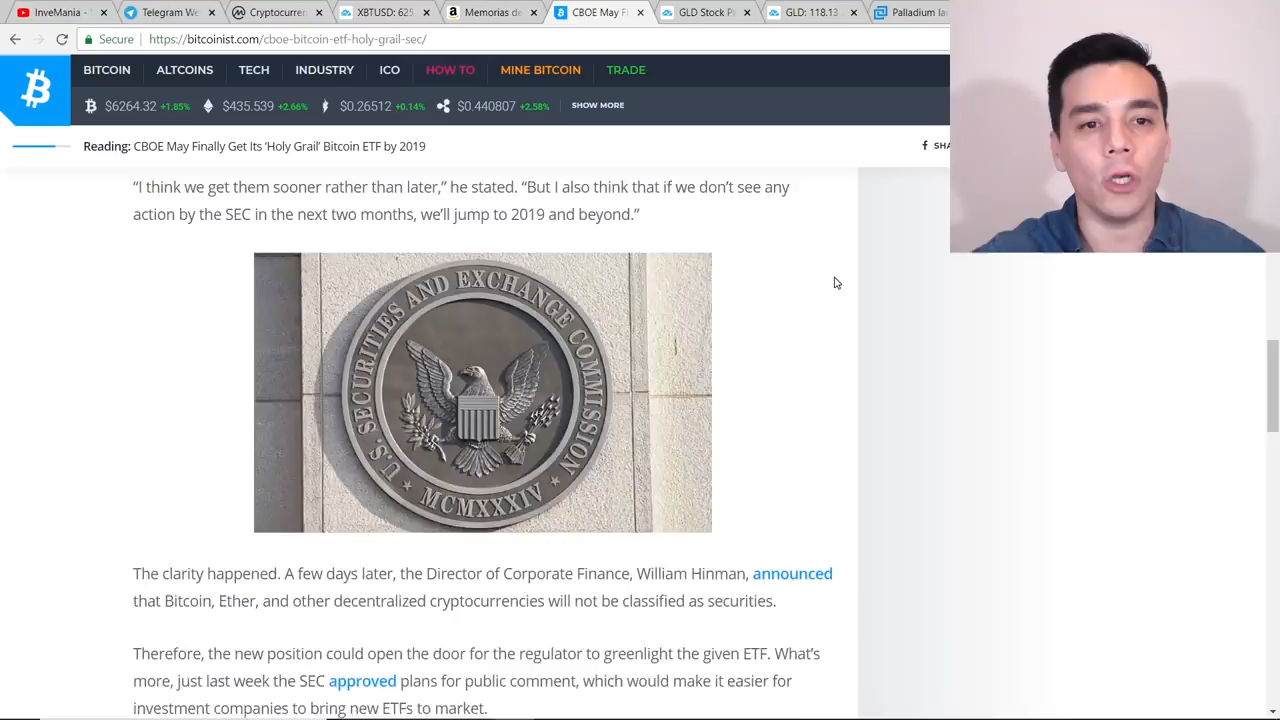 InveMania -
Telegram We
Cryptocurren
XBTUSD: 625
Memorias de
CBOE May Fi
GLD Stock Pr
GLD: 118.13
Palladium la
Secure
https://bitcoinist.com/cboe-bitcoin-etf-holy-grail-sec/
BITCOIN
ALTCOINS
TECH
INDUSTRY
ICO
HOW TO
MINE BITCOIN
TRADE
$6264.32 +1.85%
$435.539 +2.66%
$0.26512 +0.14%
$0.440807 +2.58%
SHOW MORE
Reading: CBOE May Finally Get Its ‘Holy Grail’ Bitcoin ETF by 2019
SHA
“I think we get them sooner rather than later,” he stated. “But I also think that if we don’t see any
action by the SEC in the next two months, we’ll jump to 2019 and beyond.”
U.S. SECURITIES AND EXCHANGE COMMISSION
MCMXXXIV
The clarity happened. A few days later, the Director of Corporate Finance, William Hinman, announced
that Bitcoin, Ether, and other decentralized cryptocurrencies will not be classified as securities.
Therefore, the new position could open the door for the regulator to greenlight the given ETF. What’s
more, just last week the SEC approved plans for public comment, which would make it easier for
investment companies to bring new ETFs to market.